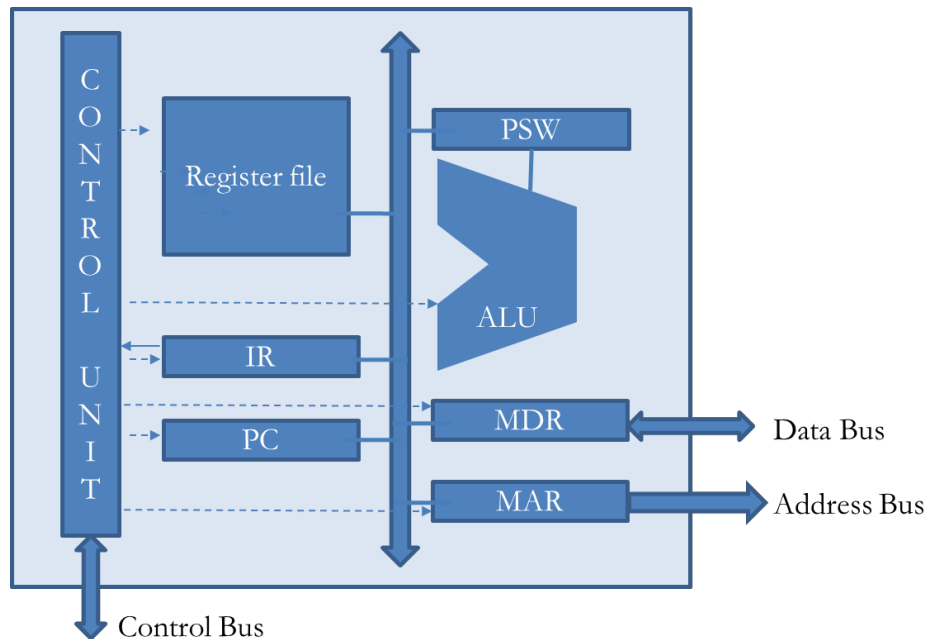 CONTROL UNIT
Register file
PSW
ALU
IR
PC
MDR
MAR
Data Bus
Address Bus
Control Bus